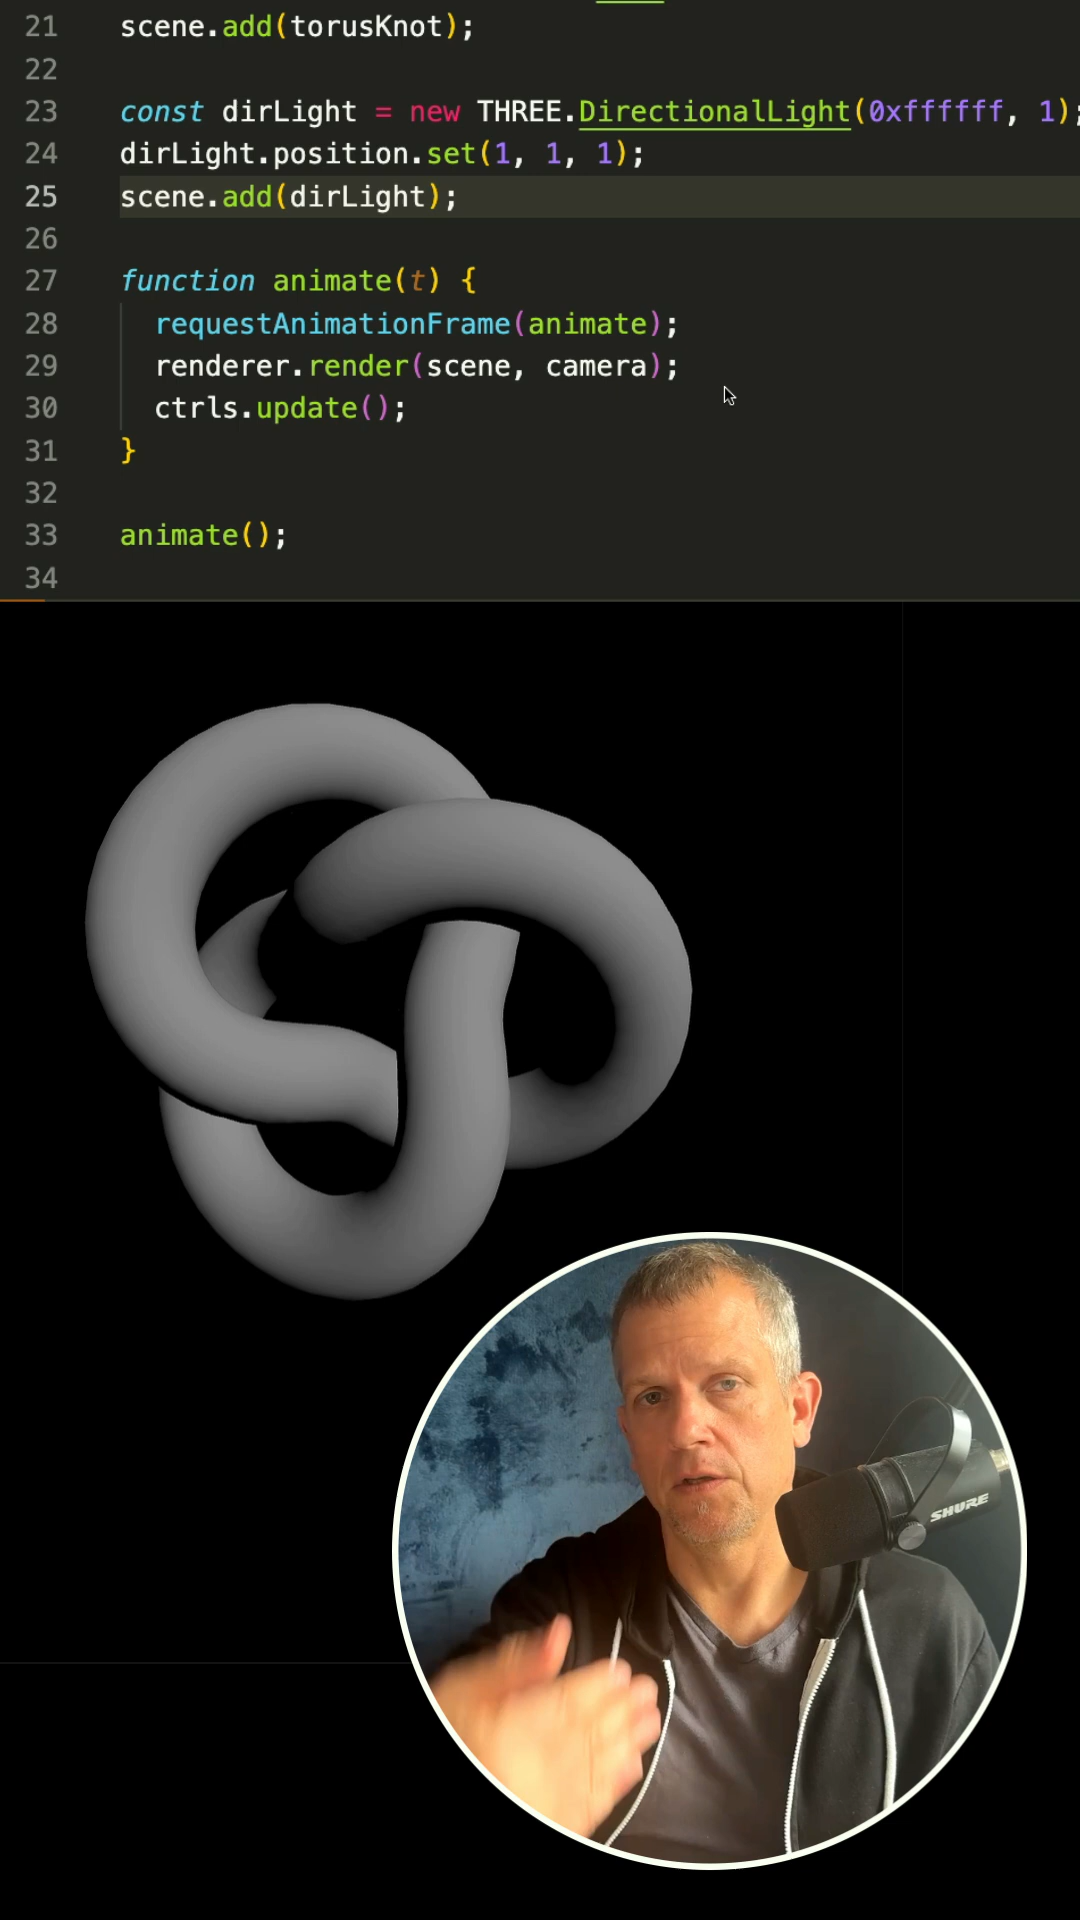 21 scene.add(torusKnot);
22
23 const dirLight = new THREE.DirectionalLight(0xffffff, 1);
24 dirLight.position.set(1, 1, 1);
25 scene.add(dirLight);
26
27 function animate(t) {
28 requestAnimationFrame(animate);
29 renderer.render(scene, camera);
30 ctrls.update();
31 }
32
33 animate();
34
SHURE